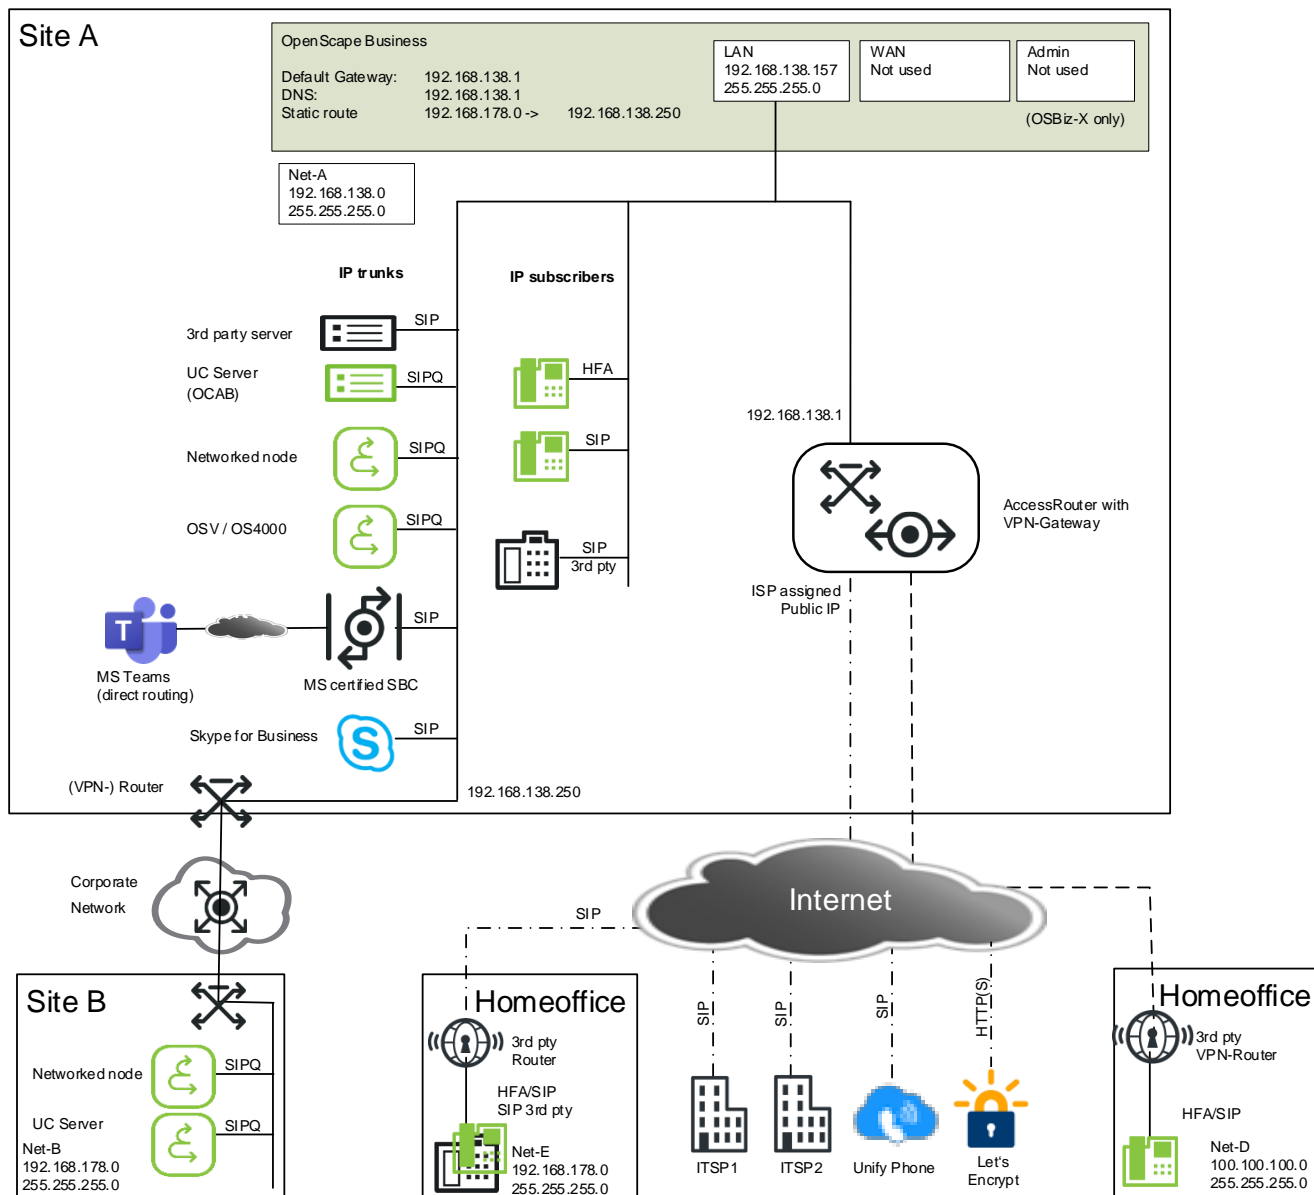 Site A
OpenScape Business
Default Gateway: 192.168.138.1
DNS: 192.168.138.1
Static route 192.168.178.0 -> 192.168.138.250
LAN
192.168.138.157
255.255.255.0
WAN
Not used
Admin
Not used
(OSBiz-X only)
Net-A
192.168.138.0
255.255.255.0
IP trunks
IP subscribers
3rd party server
SIP
UC Server
(OCAB)
SIPQ
HFA
Networked node
SIPQ
SIP
OSV / OS4000
SIPQ
SIP
3rd pty
192.168.138.1
AccessRouter with
VPN-Gateway
ISP assigned
Public IP
T
MS Teams
(direct routing)
MS certified SBC
SIP
Skype for Business
S
SIP
(VPN-) Router
192.168.138.250
Corporate
Network
Internet
SIP
Site B
Networked node
SIPQ
UC Server
SIPQ
Net-B
192.168.178.0
255.255.255.0
Homeoffice
3rd pty
Router
HFA/SIP
SIP 3rd pty
Net-E
192.168.178.0
255.255.255.0
SIP
SIP
SIP
HTTP(S)
ITSP1
ITSP2
Unify Phone
Let's
Encrypt
Homeoffice
3rd pty
VPN-Router
HFA/SIP
Net-D
100.100.100.0
255.255.255.0